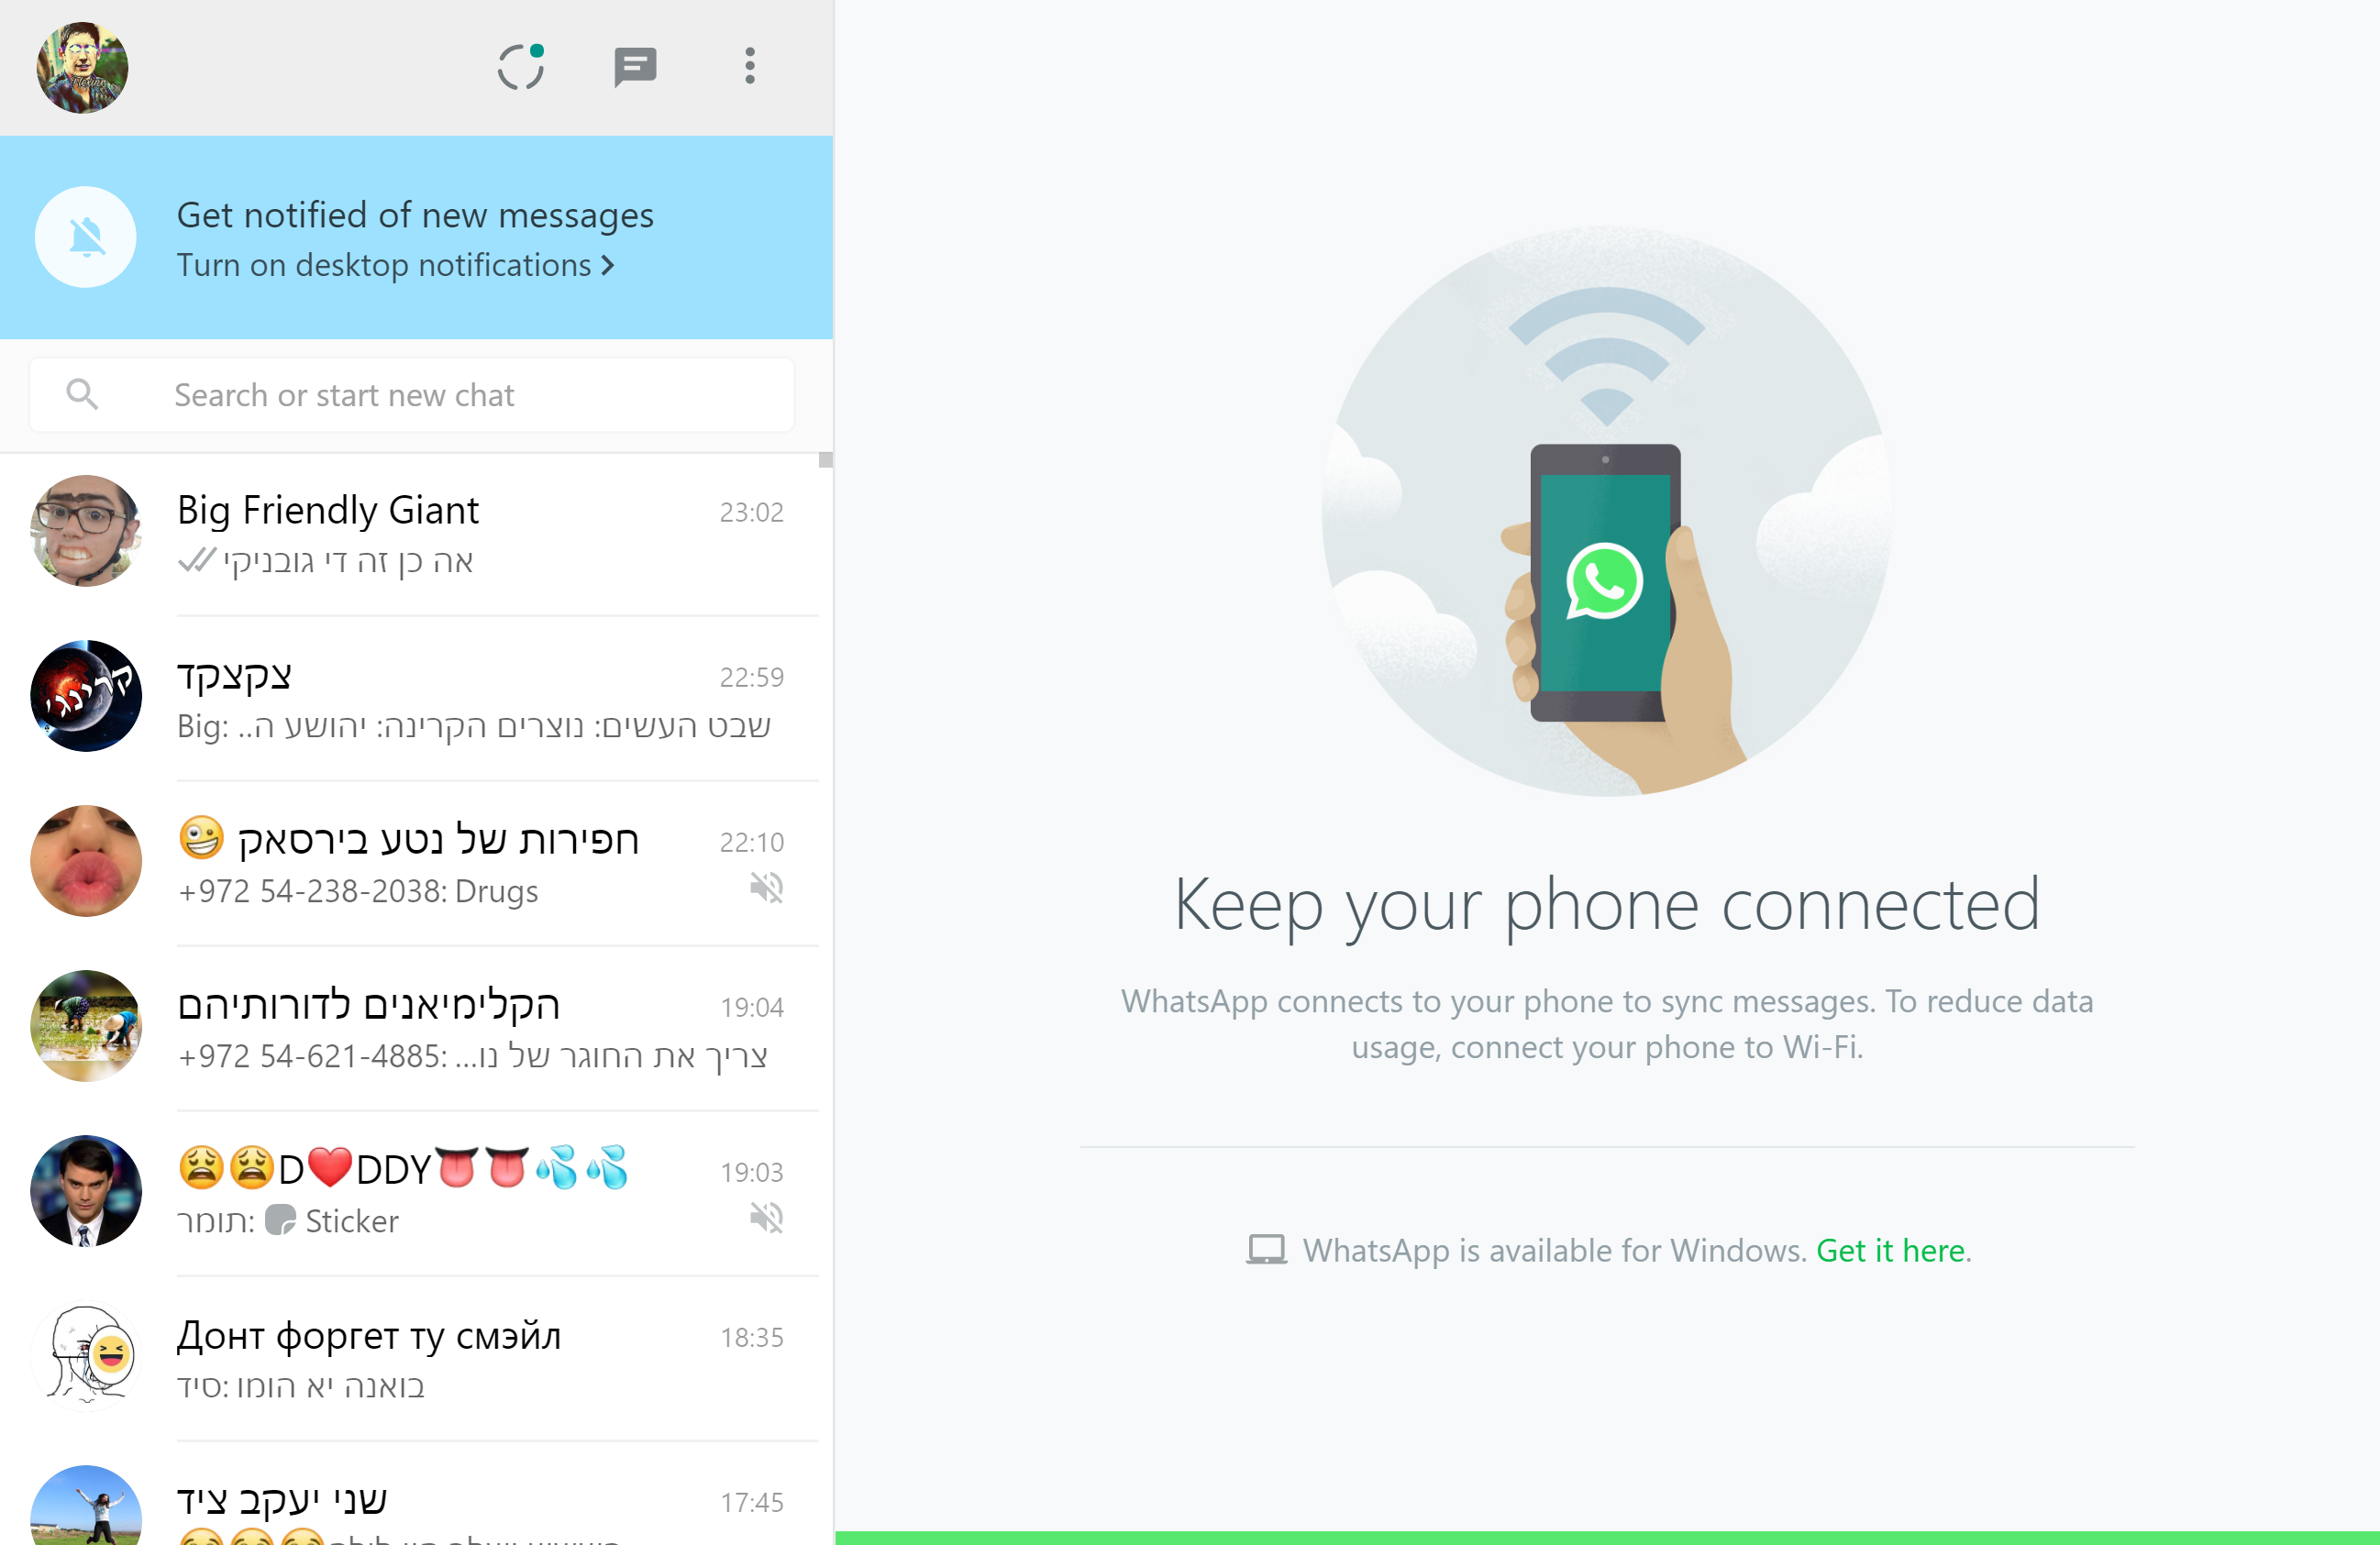 Get notified of new messages
Turn on desktop notifications
Search or start new chat
Big Friendly Giant
23:02
אה כן זה די גובניקי
צקצקד
22:59
Big: שבט העשים: נוצרים הקרינה: יהושע ה..
קרינג'י
חפירות של נטע בירסאק 🤪
22:10
+972 54-238-2038: Drugs
הקלימיאנים לדורותיהם
19:04
+972 54-621-4885: צריך את החוגר של נו...
😩😩D❤️DDY👅👅💦💦
19:03
תומר: Sticker
Донт форгет ту смэйл
18:35
סיד: בואנה יא הומו
שני יעקב ציד
17:45
Keep your phone connected
WhatsApp connects to your phone to sync messages. To reduce data
usage, connect your phone to Wi-Fi.
WhatsApp is available for Windows. Get it here.